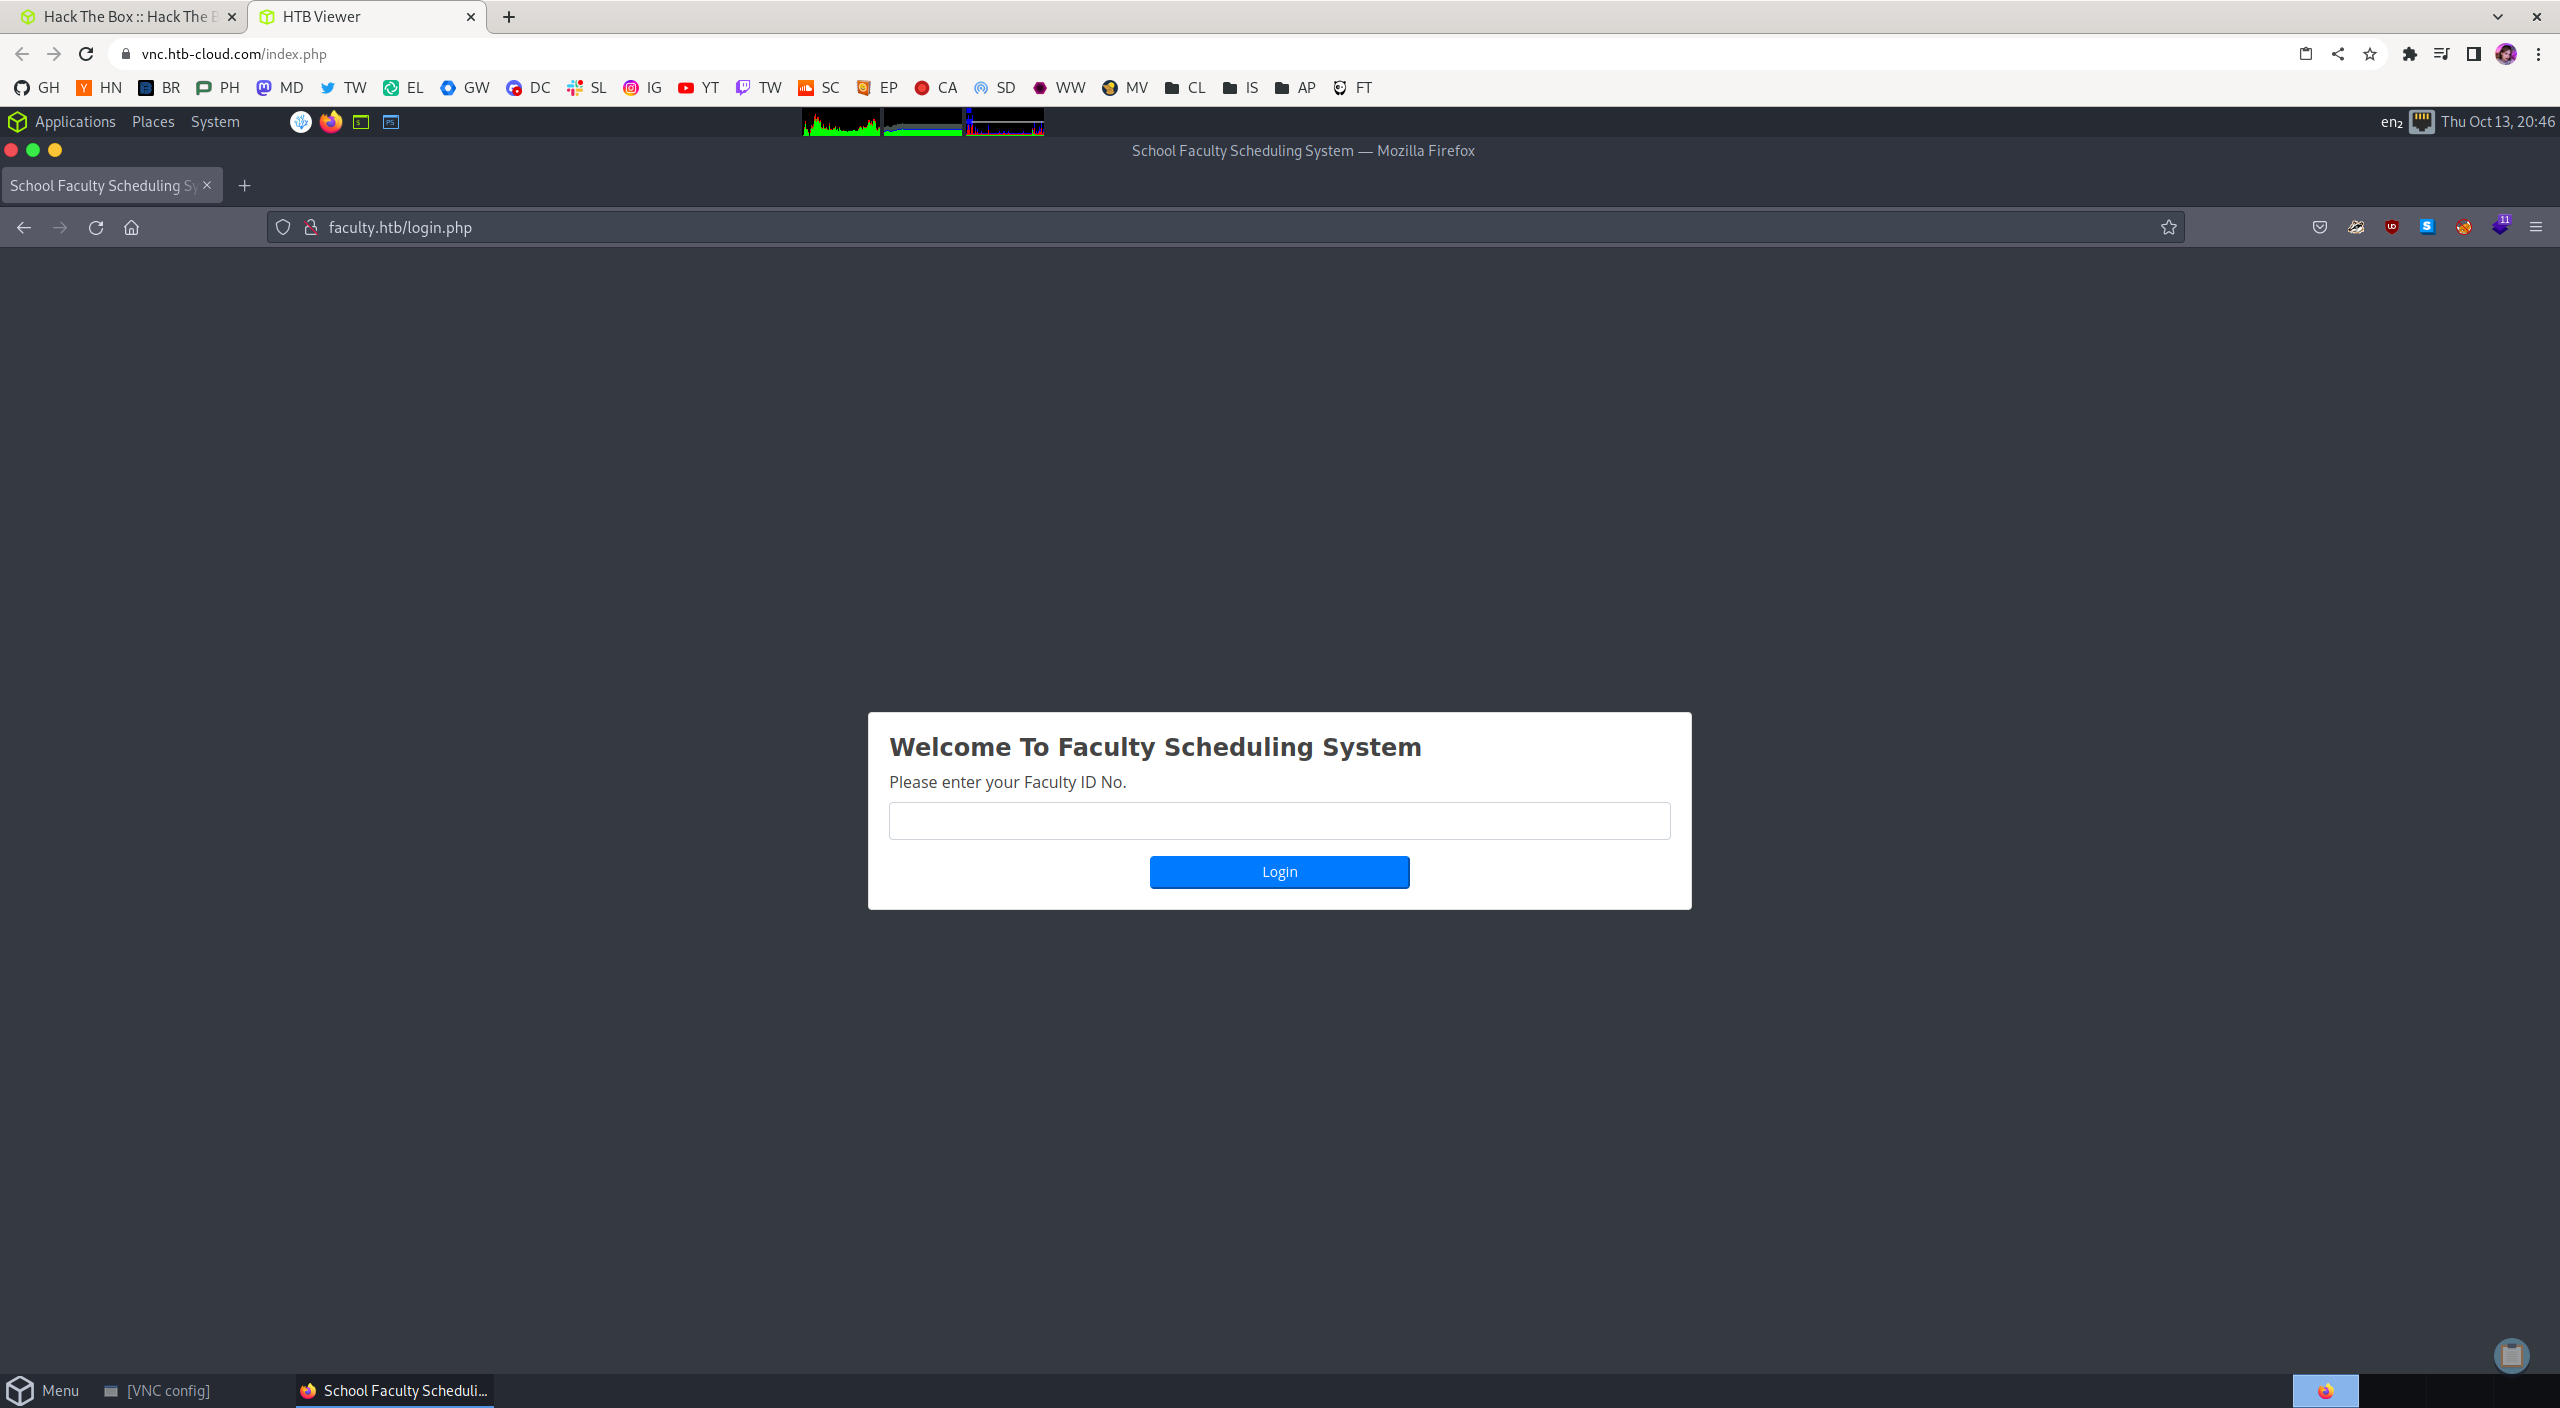 Hack The Box :: Hack The B
HTB Viewer
vnc.htb-cloud.com/index.php
GH HN BR PH MD TW EL GW DC SL IG YT TW SC EP CA SD WW MV CL IS AP FT
Applications Places System
en₂ Thu Oct 13, 20:46
School Faculty Scheduling System — Mozilla Firefox
School Faculty Scheduling Sy
faculty.htb/login.php
11
Welcome To Faculty Scheduling System
Please enter your Faculty ID No.
Login
Menu [VNC config] School Faculty Scheduli...